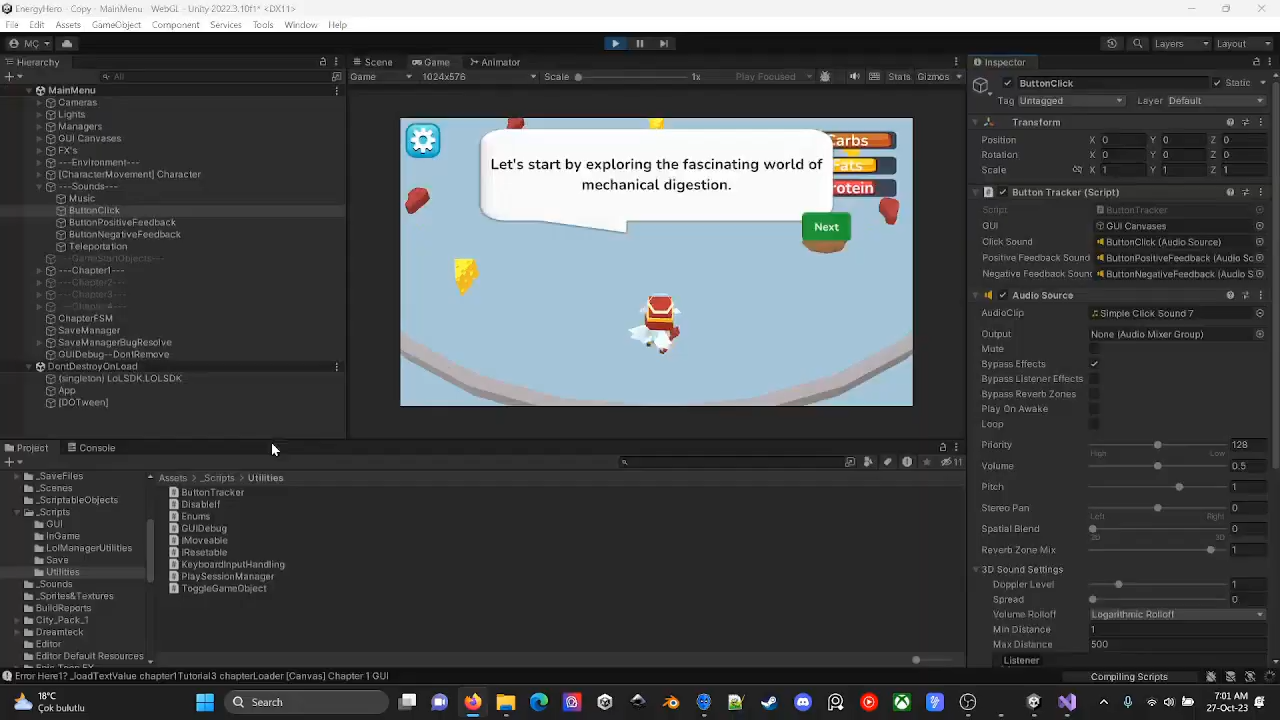 EnergyHero - Copy - MainMenu - WebGL - Unity 2022.3.10f1* <DX11>
File Edit Assets GameObject Component Services Tools Window Help
MÇ Layers Layout
Hierarchy Scene Game Animator Inspector
All Game 1024x576 Scale 1x Play Focused Stats Gizmos
MainMenu
Cameras
Lights
Managers
GUI Canvases
FX's
---Environment---
[CharacterMovement] Character
---Sounds---
Music
ButtonClick
ButtonPositiveFeedback
ButtonNegativeFeedback
Teleportation
---GameStartObjects---
---Chapter1---
---Chapter2---
---Chapter3---
ChapterFSM
SaveManager
SaveManagerBugResolve
GUIDebug--DontRemove
DontDestroyOnLoad
(singleton) LoLSDK.LOLSDK
App
[DOTween]
Let's start by exploring the fascinating world of
mechanical digestion.
Next
Carbs
Fats
Protein
ButtonClick Static
Tag Untagged Layer Default
Transform
Position X 0 Y 0 Z 0
Rotation X 0 Y 0 Z 0
Scale X 1 Y 1 Z 1
Button Tracker (Script)
Script ButtonTracker
GUI GUI Canvases
Click Sound ButtonClick (Audio Source)
Positive Feedback Sound ButtonPositiveFeedback (Audio Sc
Negative Feedback Sound ButtonNegativeFeedback (Audio S
Audio Source
AudioClip Simple Click Sound 7
Output None (Audio Mixer Group)
Mute
Bypass Effects
Bypass Listener Effects
Bypass Reverb Zones
Play On Awake
Loop
Priority 128
High Low
Volume 0.5
Pitch 1
Stereo Pan 0
Left Right
Spatial Blend 0
2D 3D
Reverb Zone Mix 1
3D Sound Settings
Doppler Level 1
Spread 0
Volume Rolloff Logarithmic Rolloff
Min Distance 1
Max Distance 500
Listener
Project Console
11
_SaveFiles
_Scenes
_ScriptableObjects
_Scripts
GUI
InGame
LolManagerUtilities
Save
Utilities
_Sounds
_Sprites&Textures
BuildReports
City_Pack_1
Dreamteck
Editor
Editor Default Resources
Epic Toon FX
Assets _Scripts Utilities
ButtonTracker
DisableIf
Enums
GUIDebug
IMoveable
IResetable
KeyboardInputHandling
PlaySessionManager
ToggleGameObject
Error Here1? _loadTextValue chapter1Tutorial3 chapterLoader [Canvas] Chapter 1 GUI
Compiling Scripts
18°C
Çok bulutlu
Search
7:01 AM
27-Oct-23